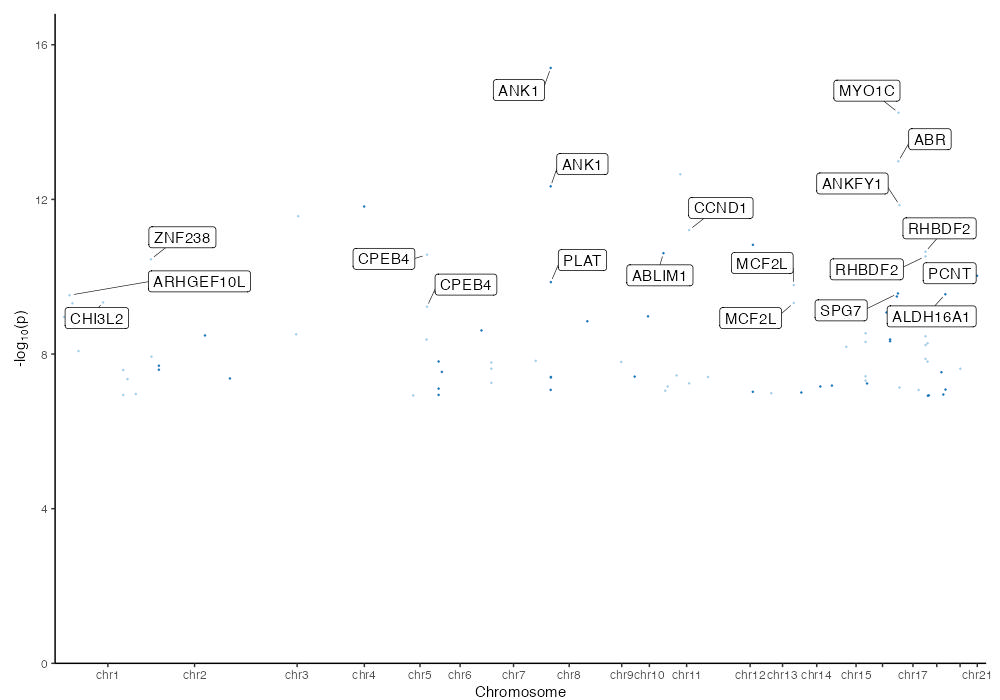 16
ANK1
MYO1C
ABR
ANK1
ANKFY1
12
CCND1
RHBDF2
ZNF238
CPEB4
PLAT
MCF2L
RHBDF2
PCNT
ABLIM1
ARHGEF10L
CPEB4
CHI3L2
MCF2L
SPG7
ALDH16A1
-log10(p)
8
4
0
chr1 chr2 chr3 chr4 chr5 chr6 chr7 chr8 chr9 chr10 chr11 chr12 chr13 chr14 chr15 chr17 chr21
Chromosome